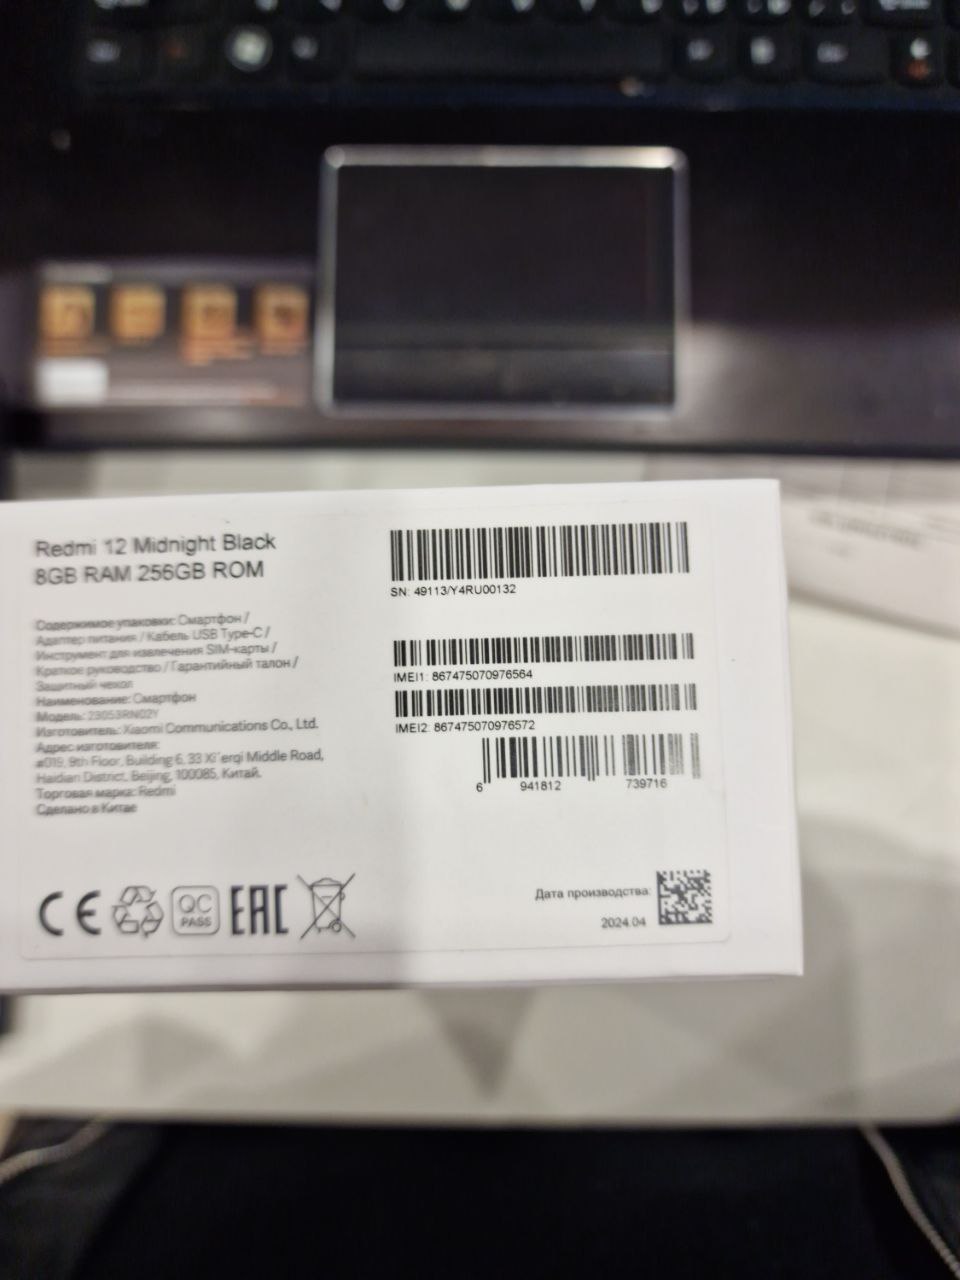 Redmi 12 Midnight Black
8GB RAM 256GB ROM
Содержимое упаковки: Смартфон /
Адаптер питания / Кабель USB Type-C /
Инструмент для извлечения SIM-карты /
Краткое руководство / Гарантийный талон /
Защитный чехол
Наименование: Смартфон
Модель: 23053RN02Y
Изготовитель: Xiaomi Communications Co., Ltd.
Адрес изготовителя:
#019, 9th Floor, Building 6, 33 Xi'erqi Middle Road,
Haidian District, Beijing, 100085, Китай.
Торговая марка: Redmi
Сделано в Китае
SN: 49113/Y4RU00132
IMEI1: 867475070976564
IMEI2: 867475070976572
6 941812 739716
CE
QC
PASS
EAC
Дата производства:
2024.04